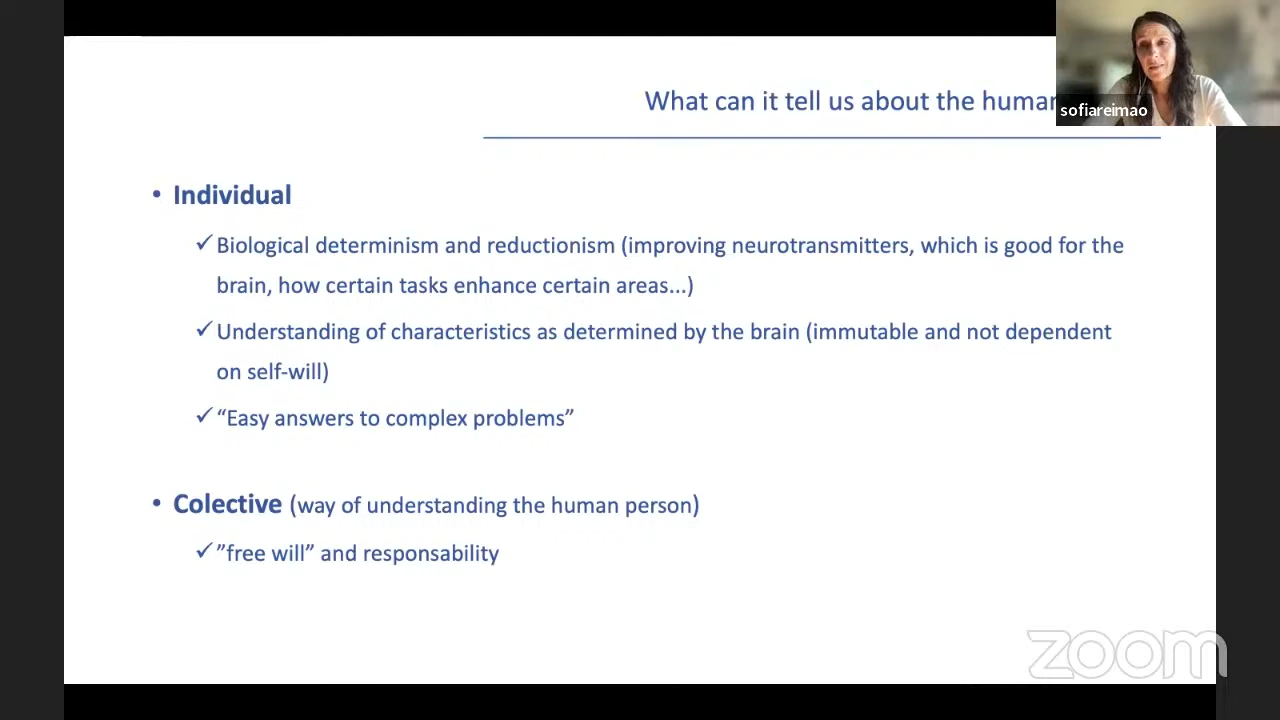 What can it tell us about the human
sofiareimao
• Individual
✓Biological determinism and reductionism (improving neurotransmitters, which is good for the
brain, how certain tasks enhance certain areas...)
✓Understanding of characteristics as determined by the brain (immutable and not dependent
on self-will)
✓“Easy answers to complex problems”
• Colective (way of understanding the human person)
✓”free will” and responsability
zoom